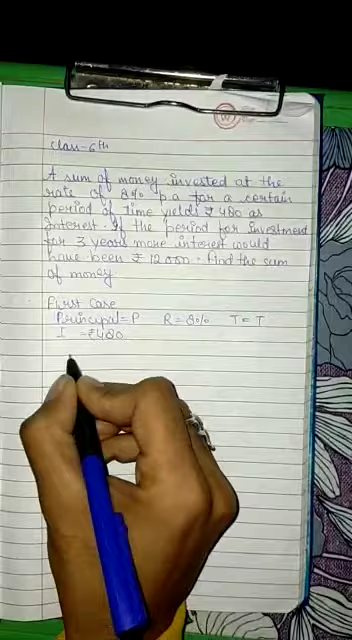 Class-6th
A sum of money invested at the
rate of 8% p a for a certain
period of time yields ₹ 480 as
interest. If the period for investment
for 3 years more interest would
have been ₹ 12000. Find the sum
of money
First Case
Principal = P R = 8% T = T
I = ₹480